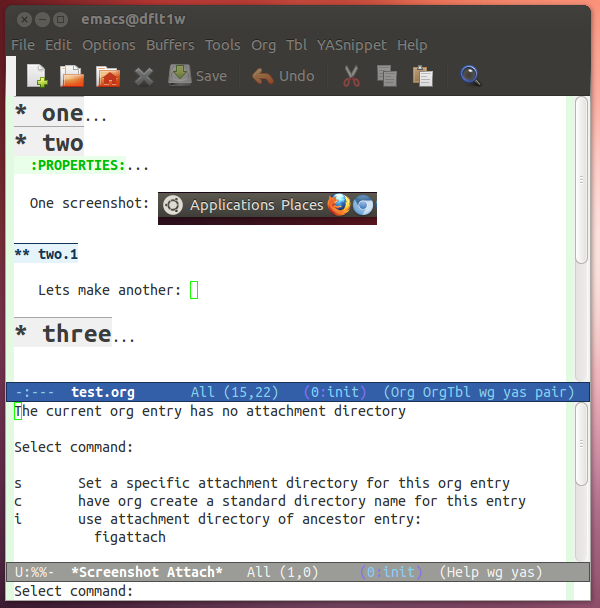 emacs@dflt1w
File Edit Options Buffers Tools Org Tbl YASnippet Help
Save Undo
* one...
* two
:PROPERTIES:...
One screenshot: Applications Places
** two.1
Lets make another:
* three...
-:--- test.org All (15,22) (0:init) (Org OrgTbl wg yas pair)
The current org entry has no attachment directory
Select command:
s Set a specific attachment directory for this org entry
c have org create a standard directory name for this entry
i use attachment directory of ancestor entry:
figattach
U:%%- *Screenshot Attach* All (1,0) (0:init) (Help wg yas)
Select command: